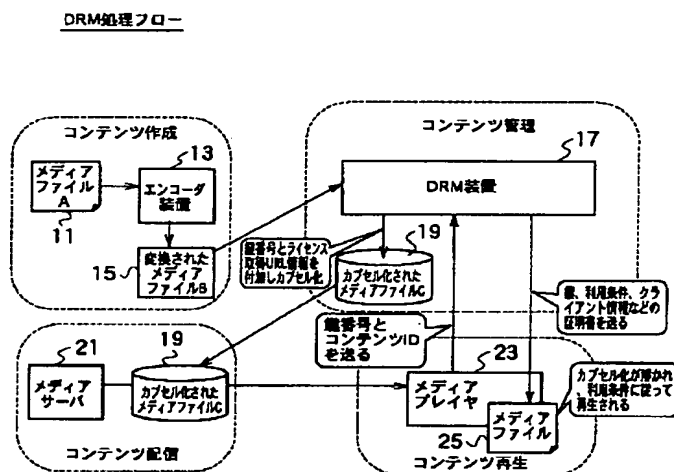 DRM処理フロー
コンテンツ作成
メディア
ファイル
A
11
13
エンコーダ
装置
15
変換された
メディア
ファイルB
コンテンツ管理
17
DRM装置
鍵番号とライセンス
取得URL情報を
付加しカプセル化
19
カプセル化された
メディアファイルC
鍵、利用条件、クラ
イアント情報などの
証明書を送る
鍵番号と
コンテンツIDを
を送る
21
メディア
サーバ
19
カプセル化された
メディアファイルC
コンテンツ配信
23
メディア
プレイヤ
25
メディア
ファイル
カプセル化が解かれ
、利用条件に従って
再生される
コンテンツ再生